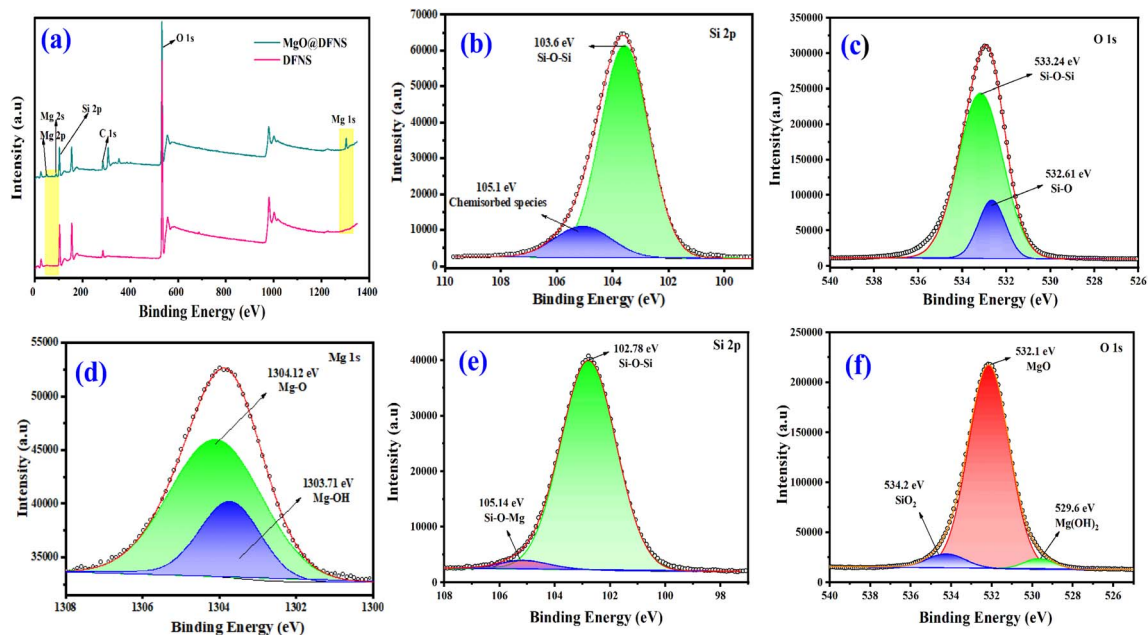 (a)
O 1s
MgO@DFNS
DFNS
Mg 2s
Mg 2p
Si 2p
C 1s
Mg 1s
Intensity (a.u)
0 200 400 600 800 1000 1200 1400
Binding Energy (eV)
(b)
Si 2p
103.6 eV
Si-O-Si
105.1 eV
Chemisorbed species
Intensity (a.u)
70000
60000
50000
40000
30000
20000
10000
0
110 108 106 104 102 100
Binding Energy (eV)
(c)
O 1s
533.24 eV
Si-O-Si
532.61 eV
Si-O
Intensity (a.u)
350000
300000
250000
200000
150000
100000
50000
0
540 538 536 534 532 530 528 526
Binding Energy (eV)
(d)
Mg 1s
1304.12 eV
Mg-O
1303.71 eV
Mg-OH
Intensity (a.u)
55000
50000
45000
40000
35000
1308 1306 1304 1302 1300
Binding Energy (eV)
(e)
Si 2p
102.78 eV
Si-O-Si
105.14 eV
Si-O-Mg
Intensity (a.u)
40000
30000
20000
10000
0
108 106 104 102 100 98
Binding Energy (eV)
(f)
O 1s
532.1 eV
MgO
534.2 eV
SiO₂
529.6 eV
Mg(OH)₂
Intensity (a.u)
250000
200000
150000
100000
50000
0
540 538 536 534 532 530 528 526
Binding Energy (eV)